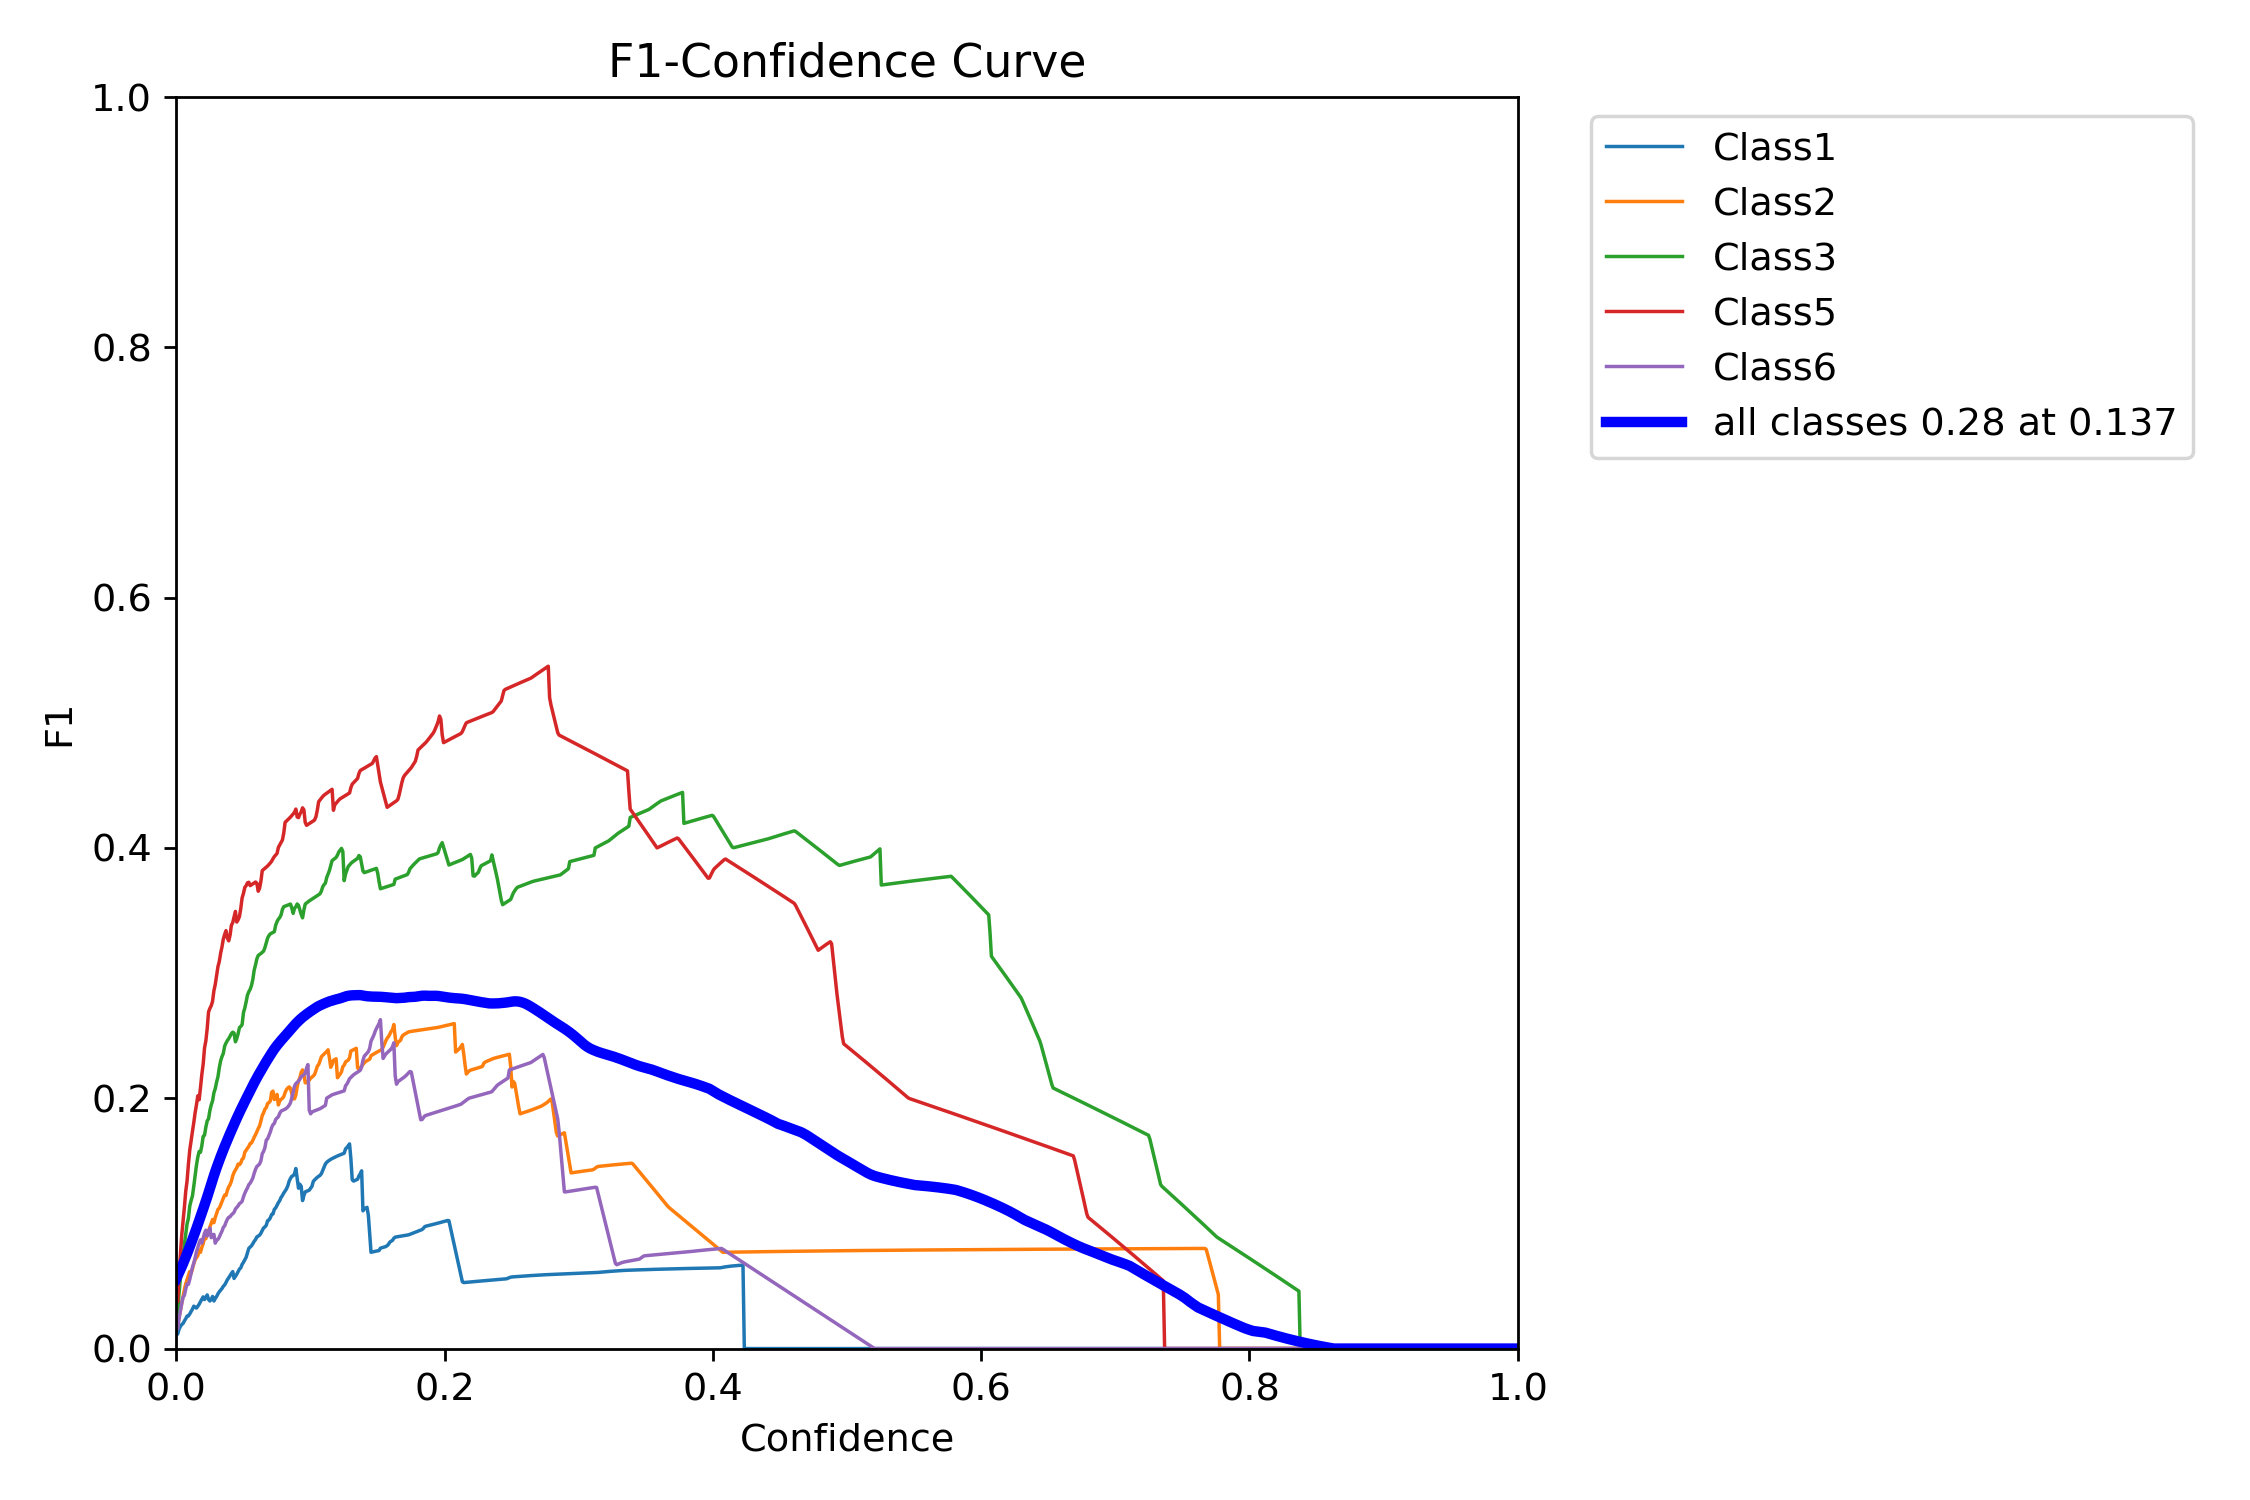 F1-Confidence Curve
1.0
0.8
0.6
0.4
0.2
0.0
F1
0.0 0.2 0.4 0.6 0.8 1.0
Confidence
Class1
Class2
Class3
Class5
Class6
all classes 0.28 at 0.137